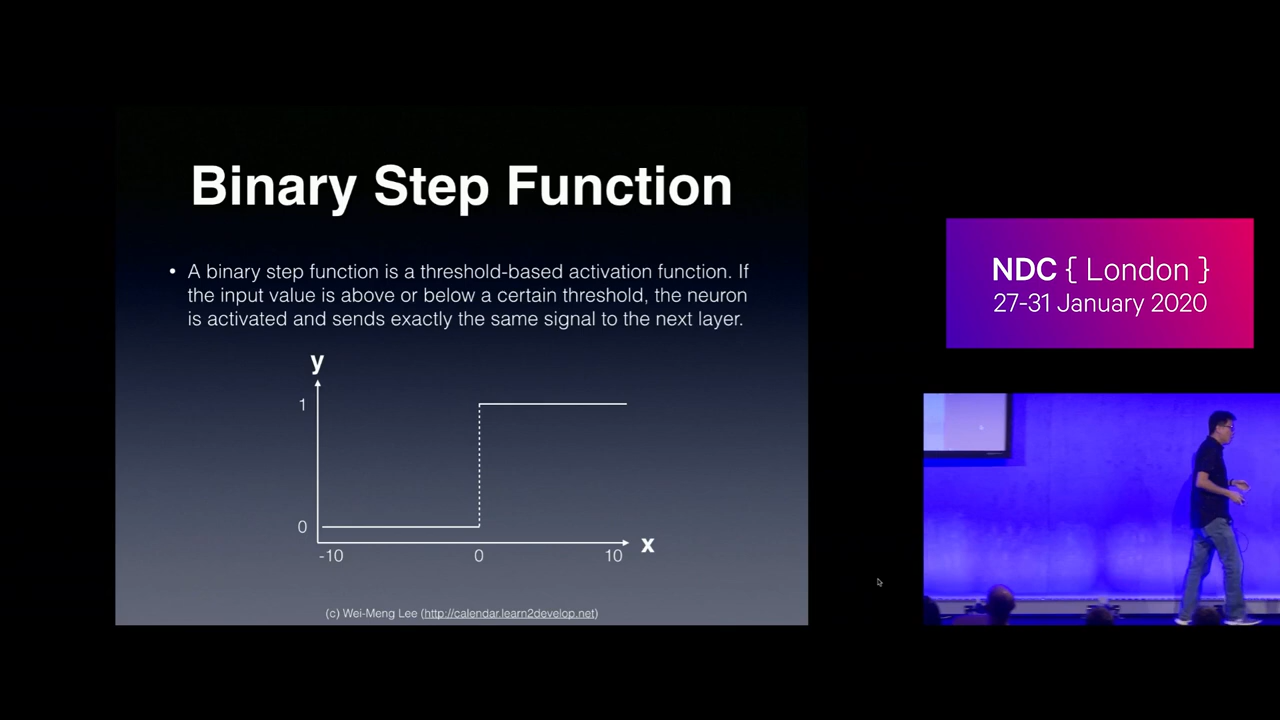 Binary Step Function
• A binary step function is a threshold-based activation function. If
the input value is above or below a certain threshold, the neuron
is activated and sends exactly the same signal to the next layer.
y
1
0
-10 0 10 x
(c) Wei-Meng Lee (http://calendar.learn2develop.net)
NDC { London }
27-31 January 2020